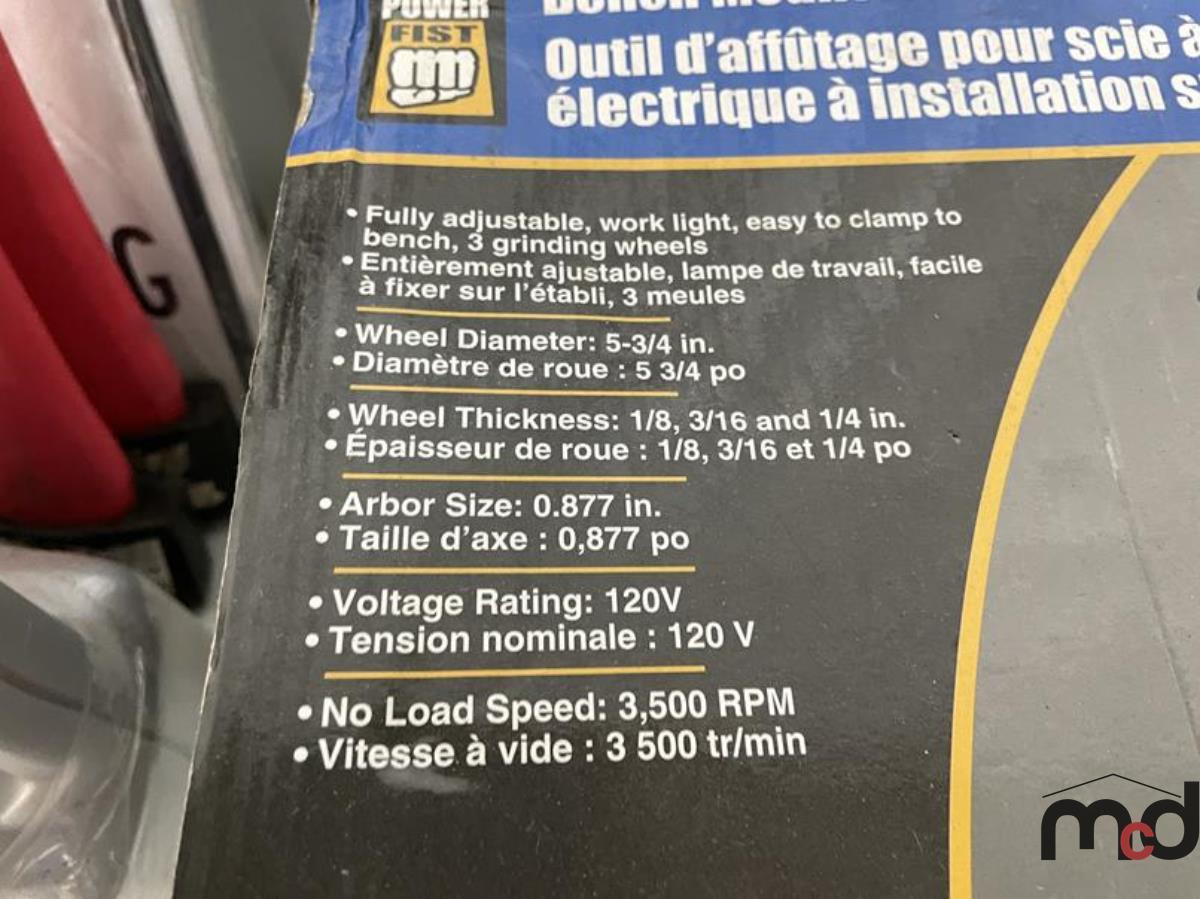 POWER
FIST
Bench Mount
Outil d'affûtage pour scie à
électrique à installation s
• Fully adjustable, work light, easy to clamp to
bench, 3 grinding wheels
• Entièrement ajustable, lampe de travail, facile
à fixer sur l'établi, 3 meules
• Wheel Diameter: 5-3/4 in.
• Diamètre de roue : 5 3/4 po
• Wheel Thickness: 1/8, 3/16 and 1/4 in.
• Épaisseur de roue : 1/8, 3/16 et 1/4 po
• Arbor Size: 0.877 in.
• Taille d'axe : 0,877 po
• Voltage Rating: 120V
• Tension nominale : 120 V
• No Load Speed: 3,500 RPM
• Vitesse à vide : 3 500 tr/min
G
mcd